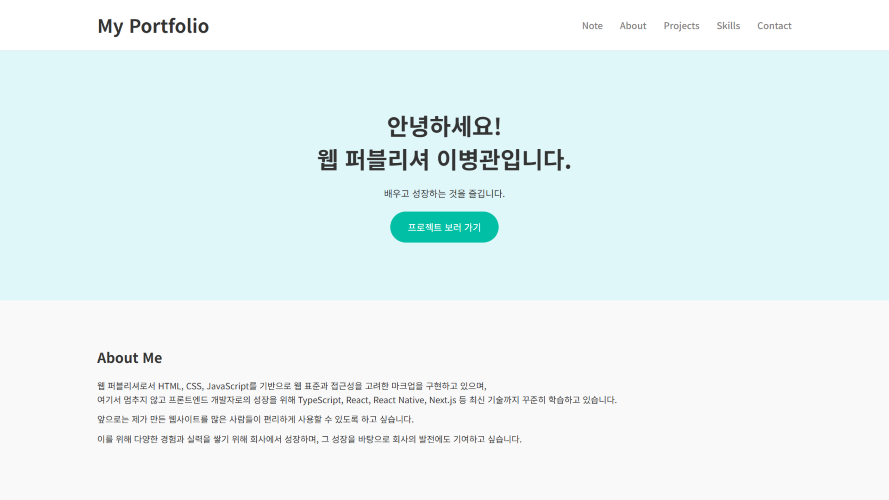 My Portfolio
Note
About
Projects
Skills
Contact
안녕하세요!
웹 퍼블리셔 이병관입니다.
배우고 성장하는 것을 즐깁니다.
프로젝트 보러 가기
About Me
웹 퍼블리셔로서 HTML, CSS, JavaScript를 기반으로 웹 표준과 접근성을 고려한 마크업을 구현하고 있으며,
여기서 멈추지 않고 프론트엔드 개발자로의 성장을 위해 TypeScript, React, React Native, Next.js 등 최신 기술까지 꾸준히 학습하고 있습니다.
앞으로는 제가 만든 웹사이트를 많은 사람들이 편리하게 사용할 수 있도록 하고 싶습니다.
이를 위해 다양한 경험과 실력을 쌓기 위해 회사에서 성장하며, 그 성장을 바탕으로 회사의 발전에도 기여하고 싶습니다.